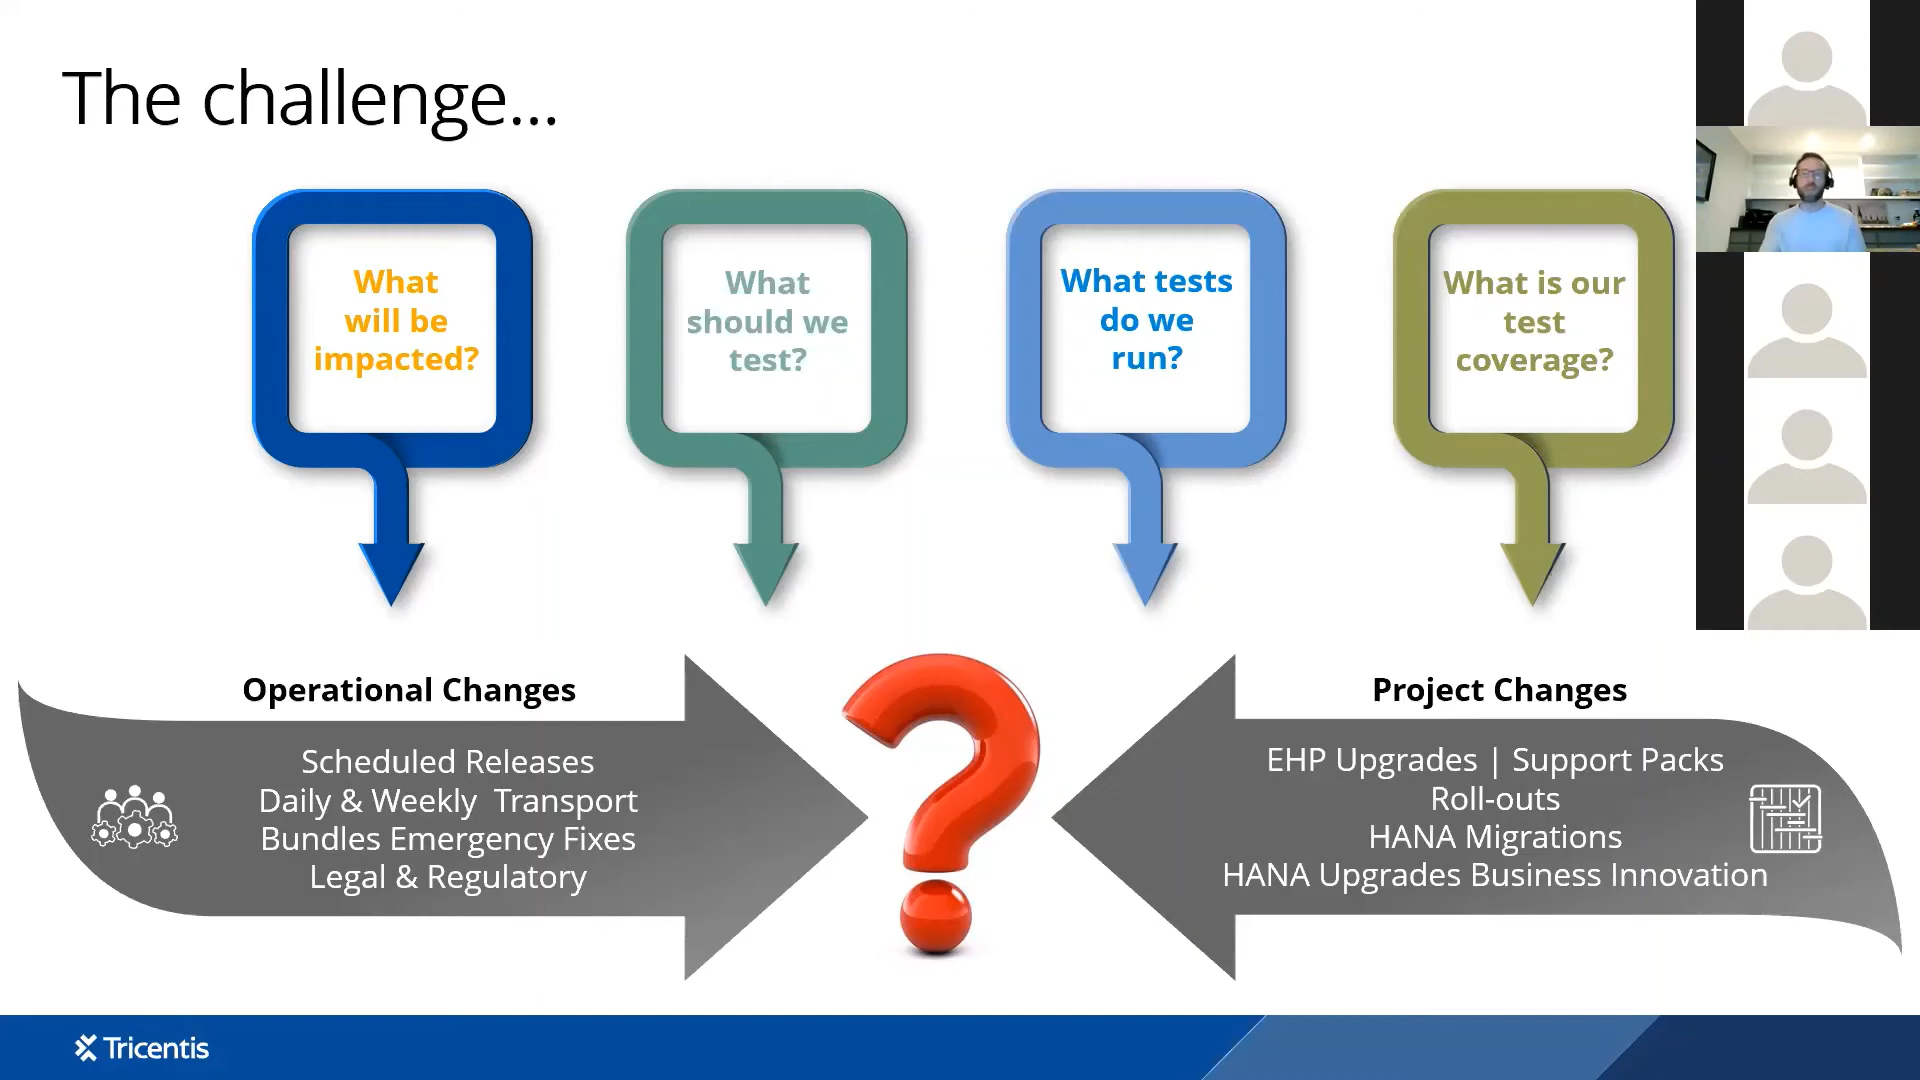 The challenge...
What
will be
impacted?
What
should we
test?
What tests
do we
run?
What is our
test
coverage?
Operational Changes
Scheduled Releases
Daily & Weekly  Transport
Bundles Emergency Fixes
Legal & Regulatory
Project Changes
EHP Upgrades | Support Packs
Roll-outs
HANA Migrations
HANA Upgrades Business Innovation
Tricentis